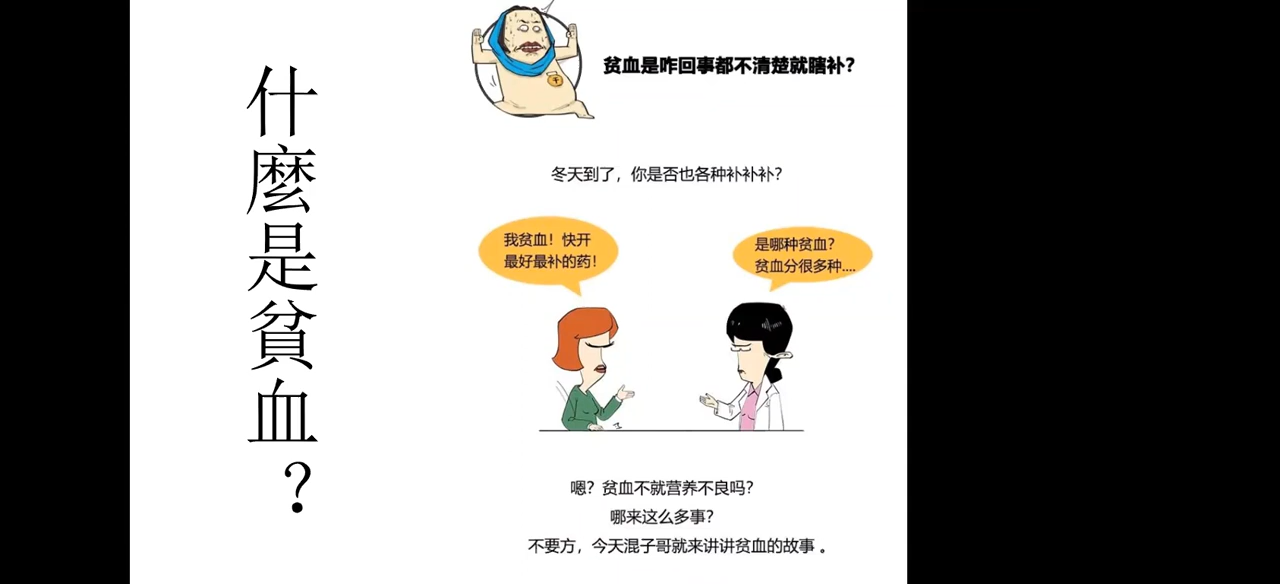 什麼是貧血？
贫血是咋回事都不清楚就瞎补？
冬天到了，你是否也各种补补补？
我贫血！快开
最好最补的药！
是哪种贫血？
贫血分很多种....
嗯？贫血不就营养不良吗？
哪来这么多事？
不要方，今天混子哥就来讲讲贫血的故事 。